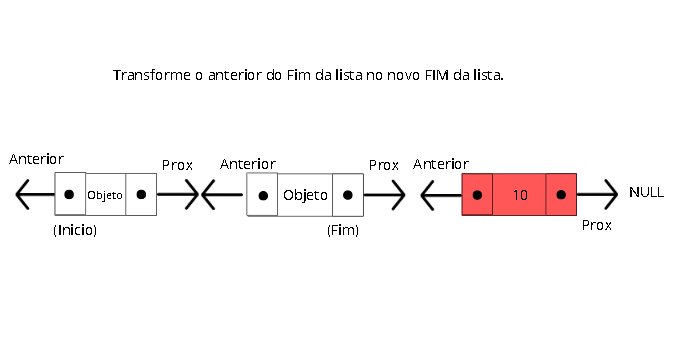 Transforme o anterior do Fim da lista no novo FIM da lista.
Anterior Prox Anterior Prox Anterior
Objeto Objeto 10 NULL
(Inicio) (Fim) Prox